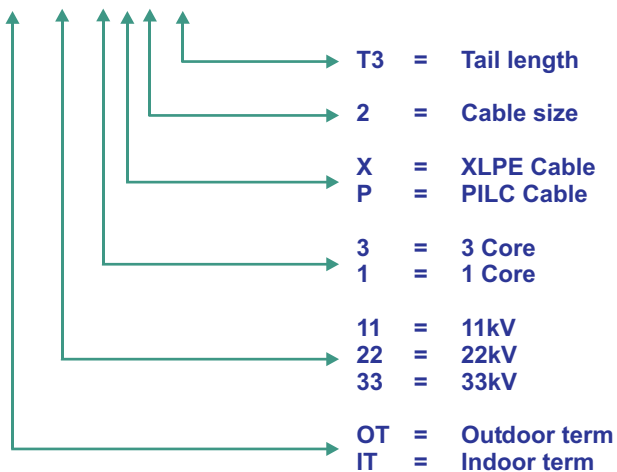 T3 = Tail length
2 = Cable size
X = XLPE Cable
P = PILC Cable
3 = 3 Core
1 = 1 Core
11 = 11kV
22 = 22kV
33 = 33kV
OT = Outdoor term
IT = Indoor term